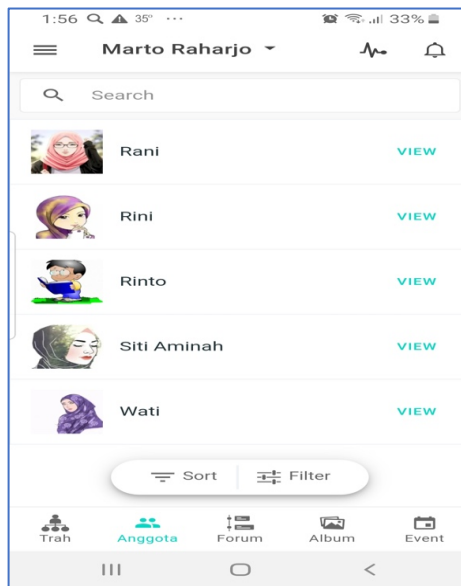 1:56 35° ... 33%
Marto Raharjo
Search
Rani VIEW
Rini VIEW
Rinto VIEW
Siti Aminah VIEW
Wati VIEW
Sort Filter
Trah Anggota Forum Album Event